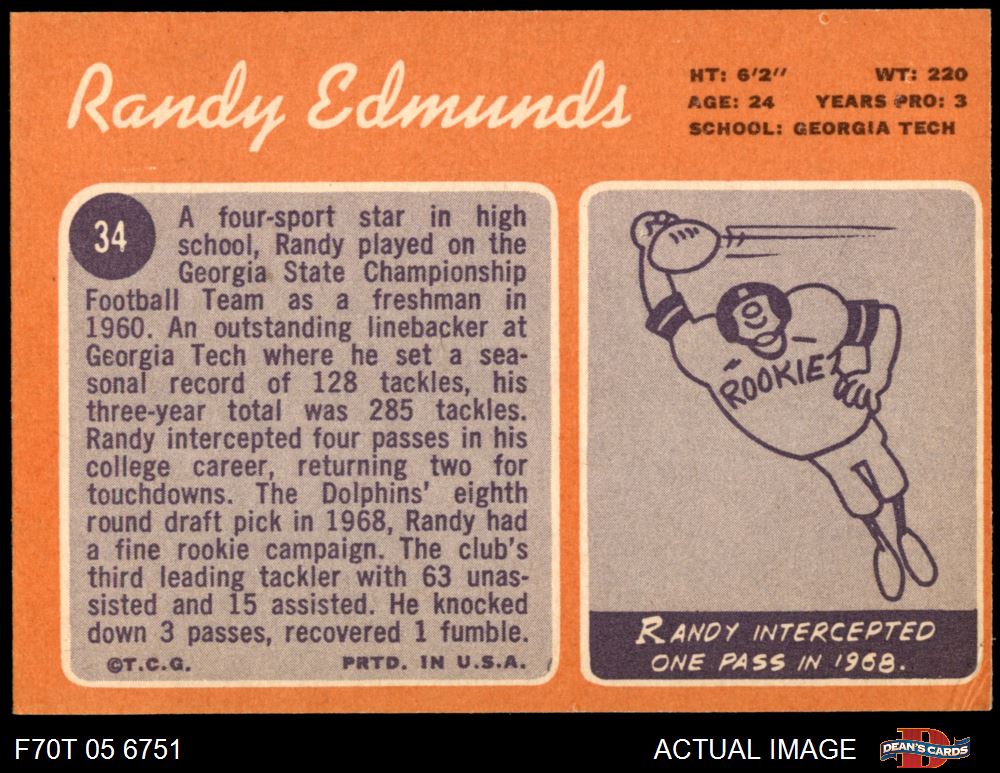 Randy Edmunds
HT: 6'2" WT: 220
AGE: 24 YEARS PRO: 3
SCHOOL: GEORGIA TECH
34
A four-sport star in high
school, Randy played on the
Georgia State Championship
Football Team as a freshman in
1960. An outstanding linebacker at
Georgia Tech where he set a sea-
sonal record of 128 tackles, his
three-year total was 285 tackles.
Randy intercepted four passes in his
college career, returning two for
touchdowns. The Dolphins' eighth
round draft pick in 1968, Randy had
a fine rookie campaign. The club's
third leading tackler with 63 unas-
sisted and 15 assisted. He knocked
down 3 passes, recovered 1 fumble.
©T.C.G. PRTD. IN U.S.A.
ROOKIE
RANDY INTERCEPTED
ONE PASS IN 1968.
F70T 05 6751
ACTUAL IMAGE
DEAN'S CARDS